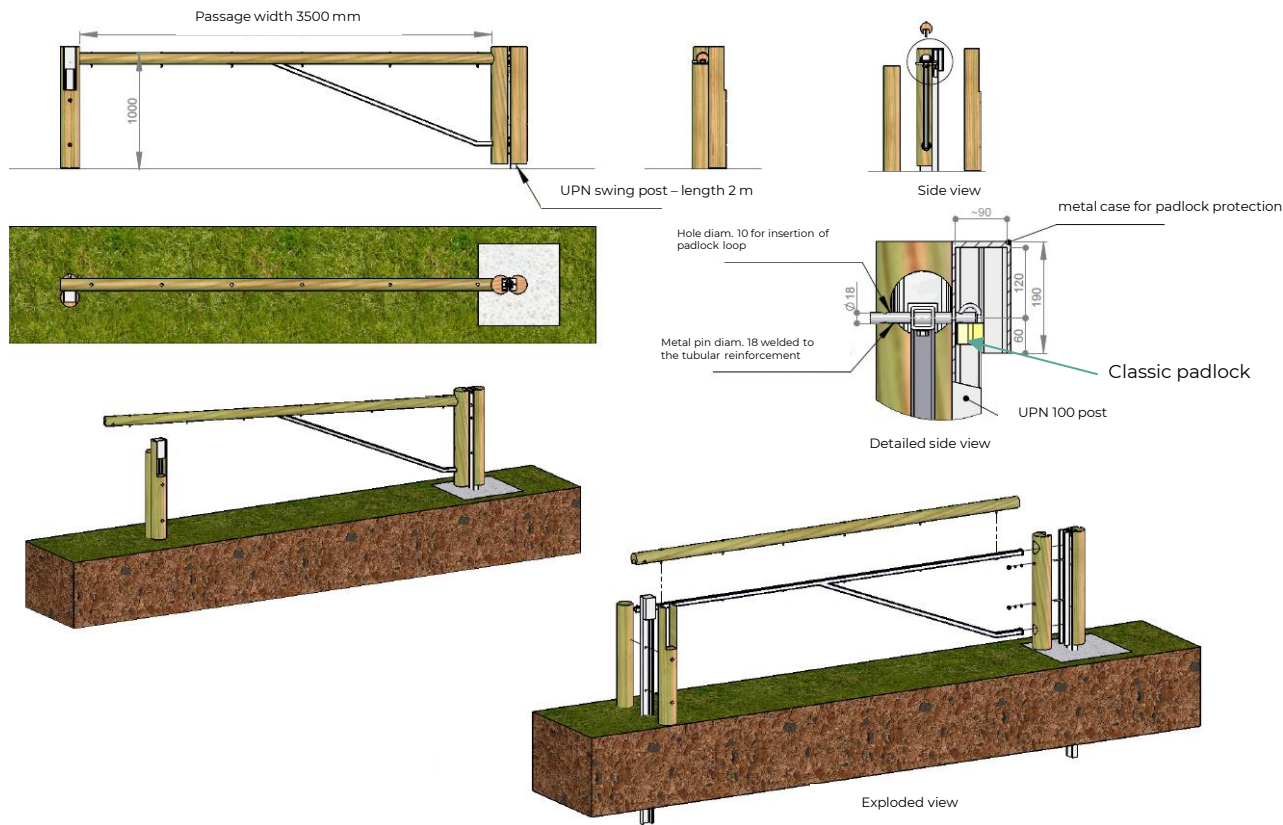 Passage width 3500 mm
1000
UPN swing post – length 2 m
Side view
~90
metal case for padlock protection
Hole diam. 10 for insertion of
padlock loop
Ø 18
120
190
60
Metal pin diam. 18 welded to
the tubular reinforcement
Classic padlock
UPN 100 post
Detailed side view
Exploded view